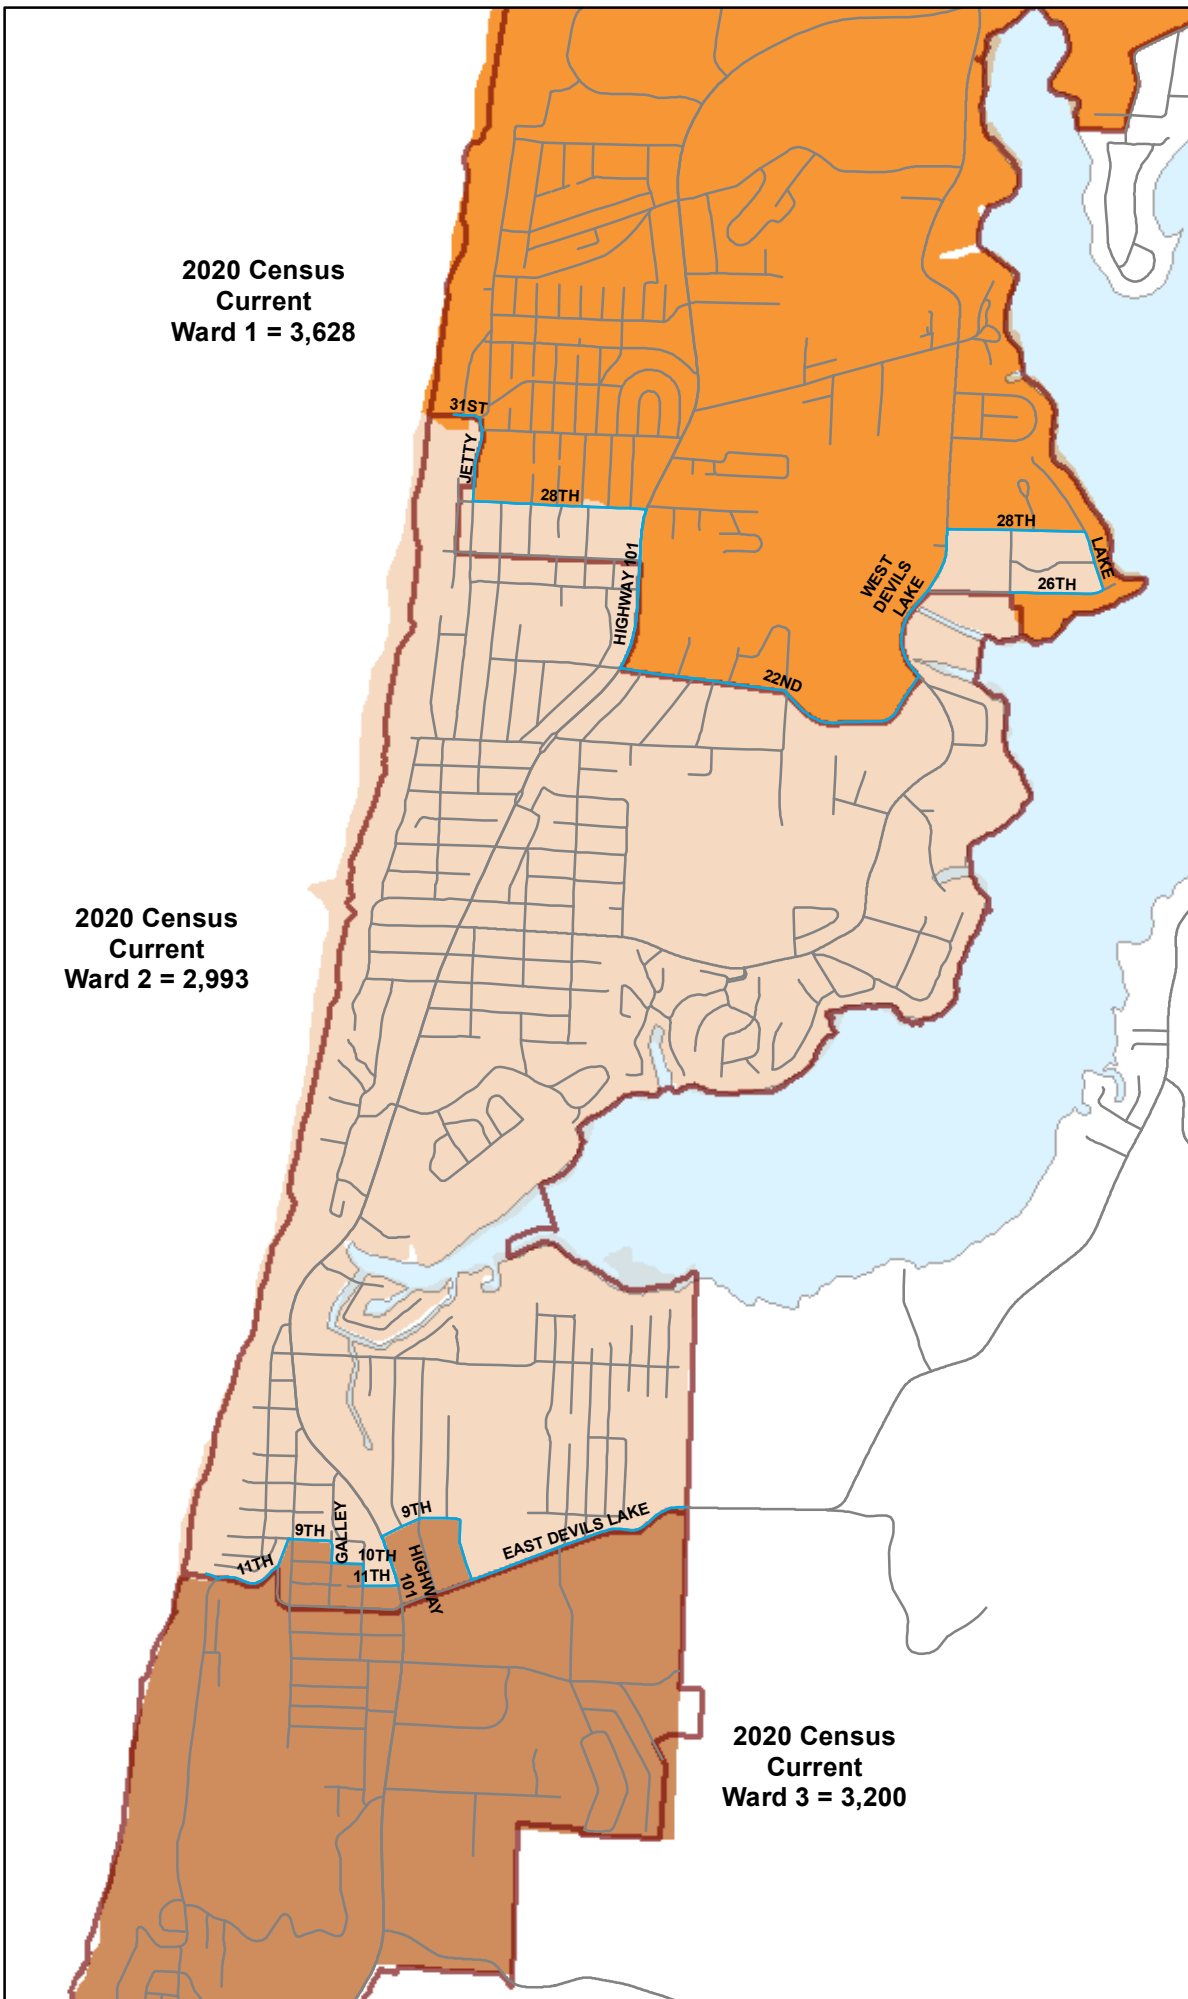 2020 Census
Current
Ward 1 = 3,628
31ST
JETTY
28TH
28TH
HIGHWAY 101
WEST
DEVILS
LAKE
LAKE
26TH
22ND
2020 Census
Current
Ward 2 = 2,993
9TH
9TH
GALLEY
EAST DEVILS LAKE
11TH
10TH
11TH
HIGHWAY
101
2020 Census
Current
Ward 3 = 3,200